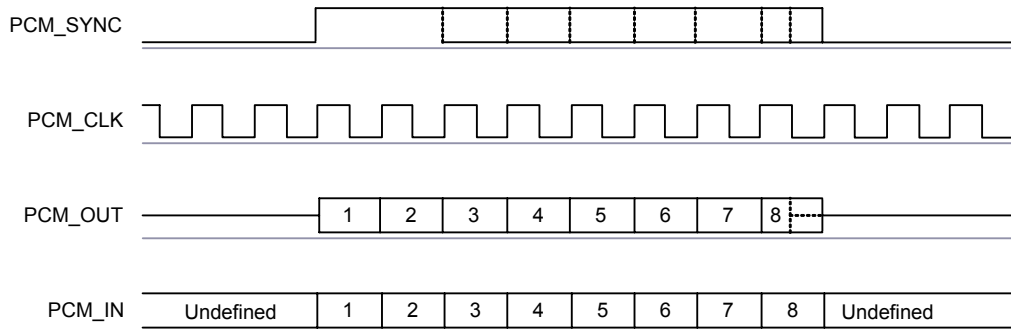 PCM_SYNC
PCM_CLK
PCM_OUT 1 2 3 4 5 6 7 8
PCM_IN Undefined 1 2 3 4 5 6 7 8 Undefined